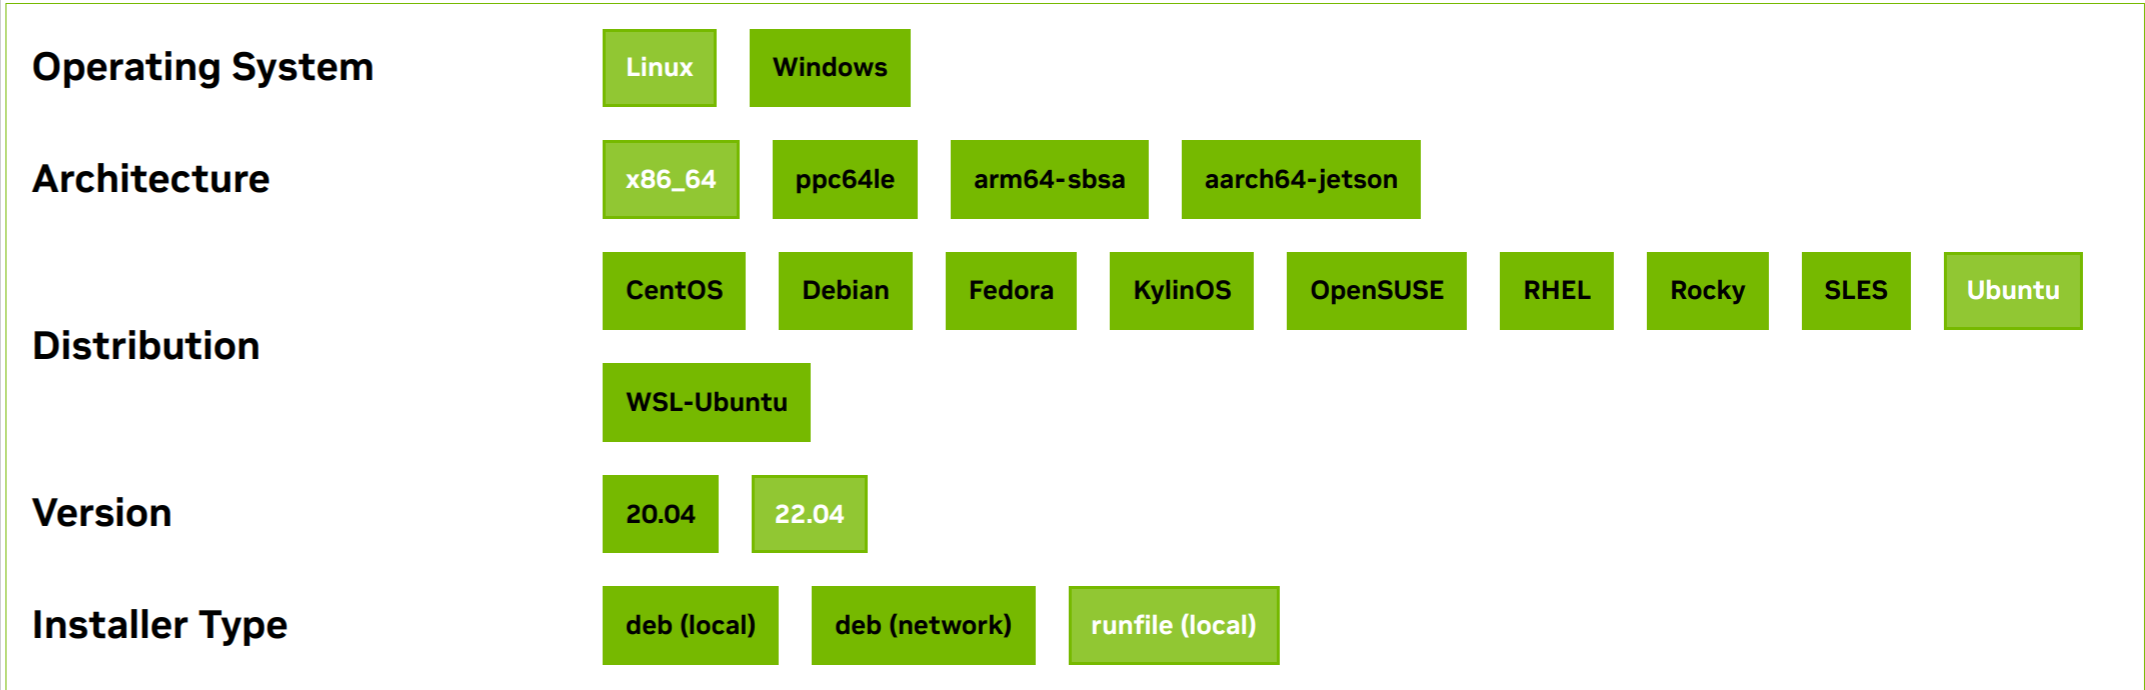 Operating System
Linux Windows
Architecture
x86_64 ppc64le arm64-sbsa aarch64-jetson
Distribution
CentOS Debian Fedora KylinOS OpenSUSE RHEL Rocky SLES Ubuntu
WSL-Ubuntu
Version
20.04 22.04
Installer Type
deb (local) deb (network) runfile (local)